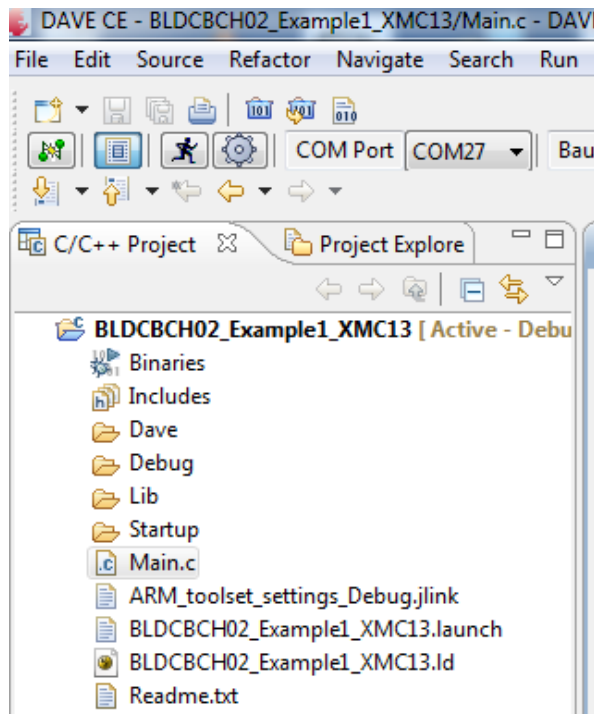 DAVE CE - BLDCBCH02_Example1_XMC13/Main.c - DAV
File Edit Source Refactor Navigate Search Run
COM Port COM27 Bau
C/C++ Project Project Explore
BLDCBCH02_Example1_XMC13 [ Active - Debu
Binaries
Includes
Dave
Debug
Lib
Startup
Main.c
ARM_toolset_settings_Debug.jlink
BLDCBCH02_Example1_XMC13.launch
BLDCBCH02_Example1_XMC13.ld
Readme.txt